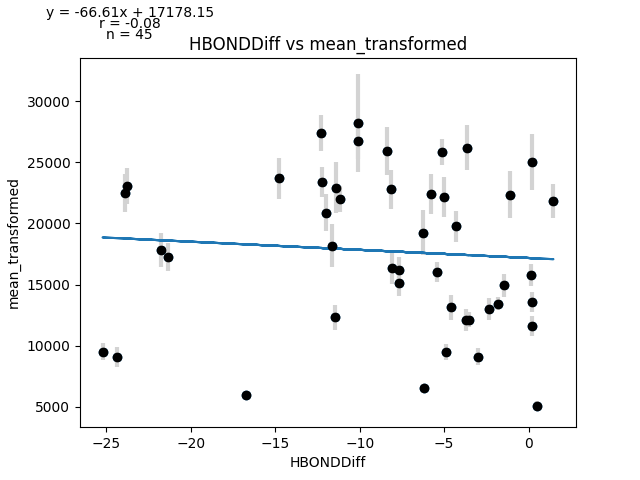 y = -66.61x + 17178.15
r = -0.08
n = 45
HBONDDiff vs mean_transformed
30000
25000
20000
15000
10000
5000
mean_transformed
−25
−20
−15
−10
−5
0
HBONDDiff